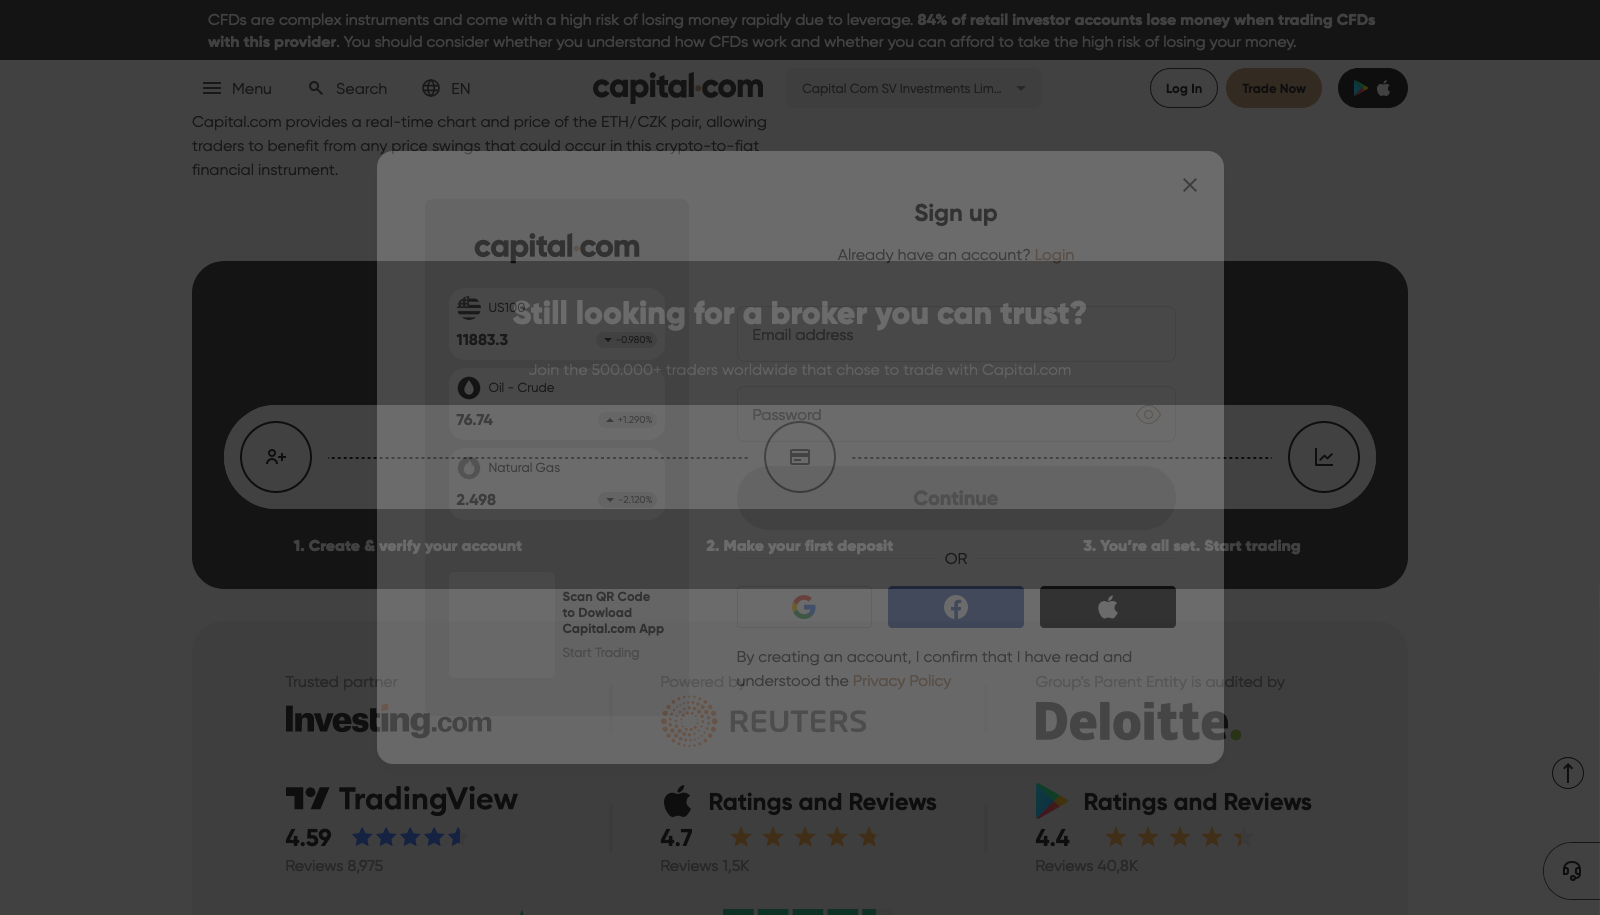 CFDs are complex instruments and come with a high risk of losing money rapidly due to leverage. 84% of retail investor accounts lose money when trading CFDs
with this provider. You should consider whether you understand how CFDs work and whether you can afford to take the high risk of losing your money.
Menu
Search
EN
capital.com
Capital Com SV Investments Lim...
Log In
Trade Now
Capital.com provides a real-time chart and price of the ETH/CZK pair, allowing
traders to benefit from any price swings that could occur in this crypto-to-fiat
financial instrument.
Sign up
Already have an account? Login
capital.com
US100
11883.3
-0.980%
Oil - Crude
76.74
+1.290%
Natural Gas
2.498
-2.120%
Scan QR Code
to Dowload
Capital.com App
Start Trading
Email address
Password
Continue
OR
By creating an account, I confirm that I have read and
understood the Privacy Policy
Still looking for a broker you can trust?
Join the 500.000+ traders worldwide that chose to trade with Capital.com
1. Create & verify your account
2. Make your first deposit
3. You're all set. Start trading
Trusted partner
Investing.com
Powered by
REUTERS
Group's Parent Entity is audited by
Deloitte.
TradingView
4.59
Reviews 8,975
Ratings and Reviews
4.7
Reviews 1,5K
Ratings and Reviews
4.4
Reviews 40,8K